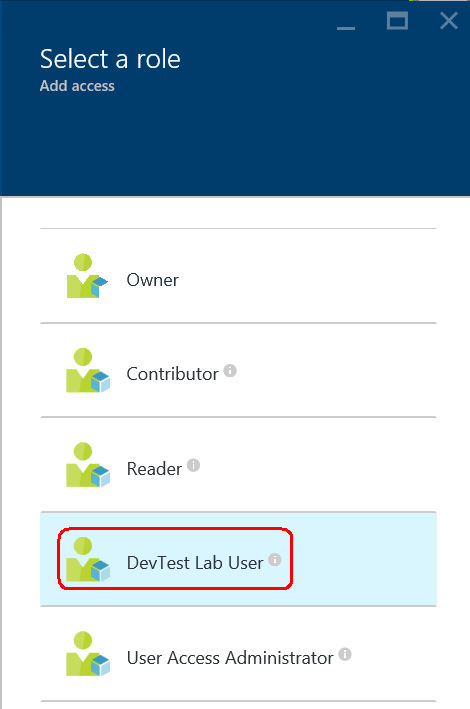 Select a role
Add access
Owner
Contributor
Reader
DevTest Lab User
User Access Administrator